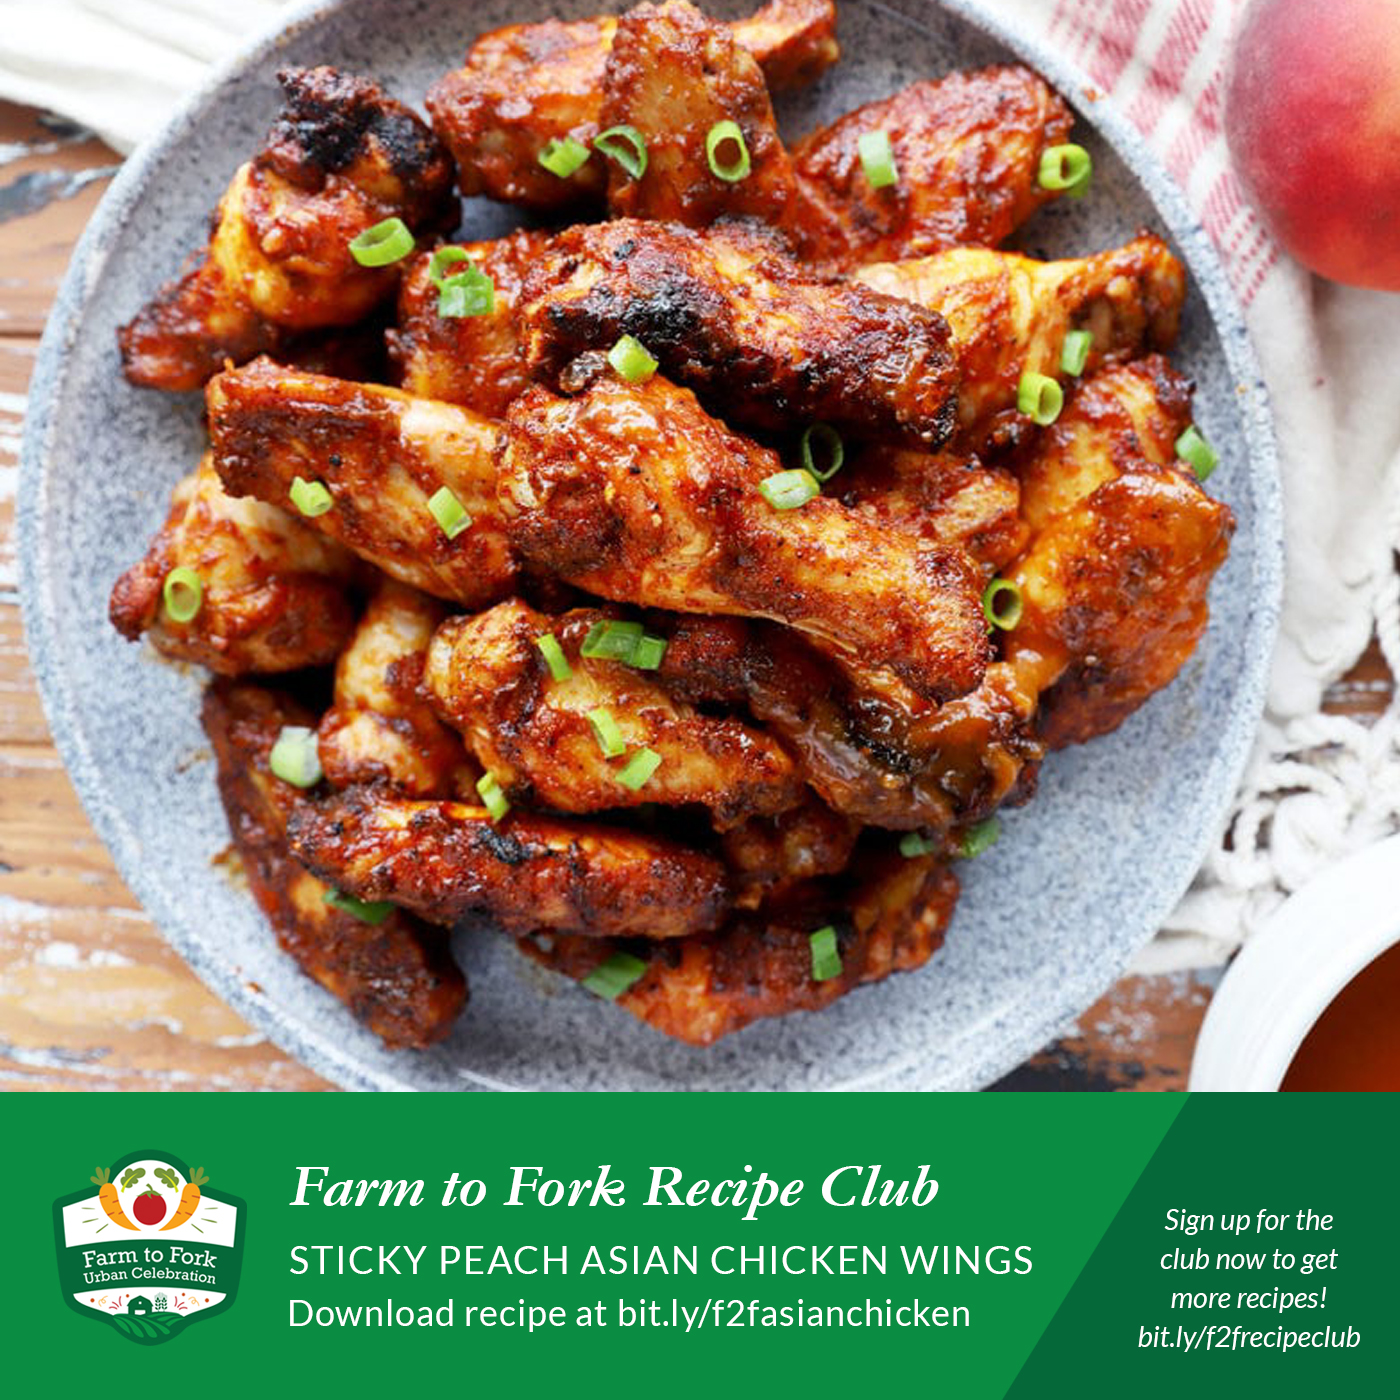 Farm to Fork Recipe Club
STICKY PEACH ASIAN CHICKEN WINGS
Download recipe at bit.ly/f2fasianchicken
Farm to Fork
Urban Celebration
Sign up for the
club now to get
more recipes!
bit.ly/f2frecipeclub